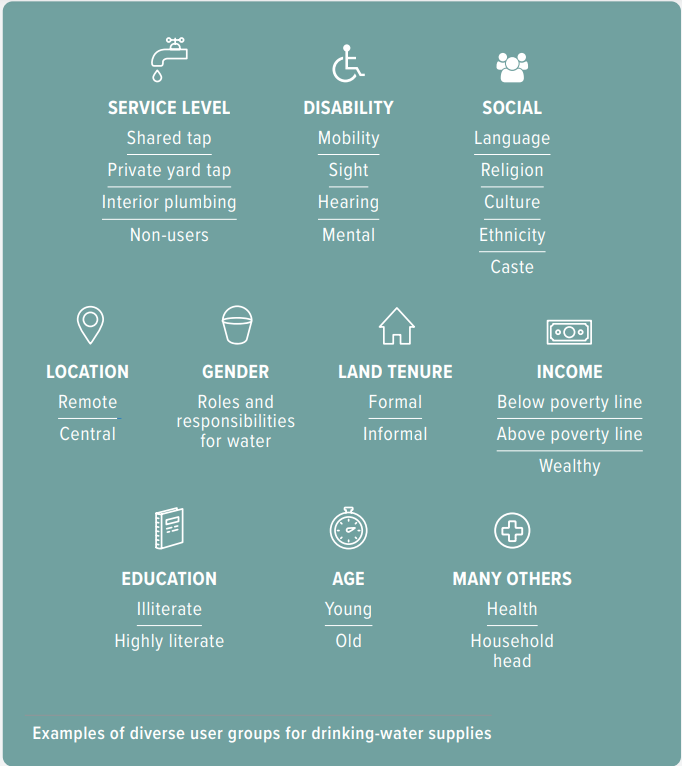 SERVICE LEVEL
Shared tap
Private yard tap
Interior plumbing
Non-users
DISABILITY
Mobility
Sight
Hearing
Mental
SOCIAL
Language
Religion
Culture
Ethnicity
Caste
LOCATION
Remote
Central
GENDER
Roles and
responsibilities
for water
LAND TENURE
Formal
Informal
INCOME
Below poverty line
Above poverty line
Wealthy
EDUCATION
Illiterate
Highly literate
AGE
Young
Old
MANY OTHERS
Health
Household
head
Examples of diverse user groups for drinking-water supplies